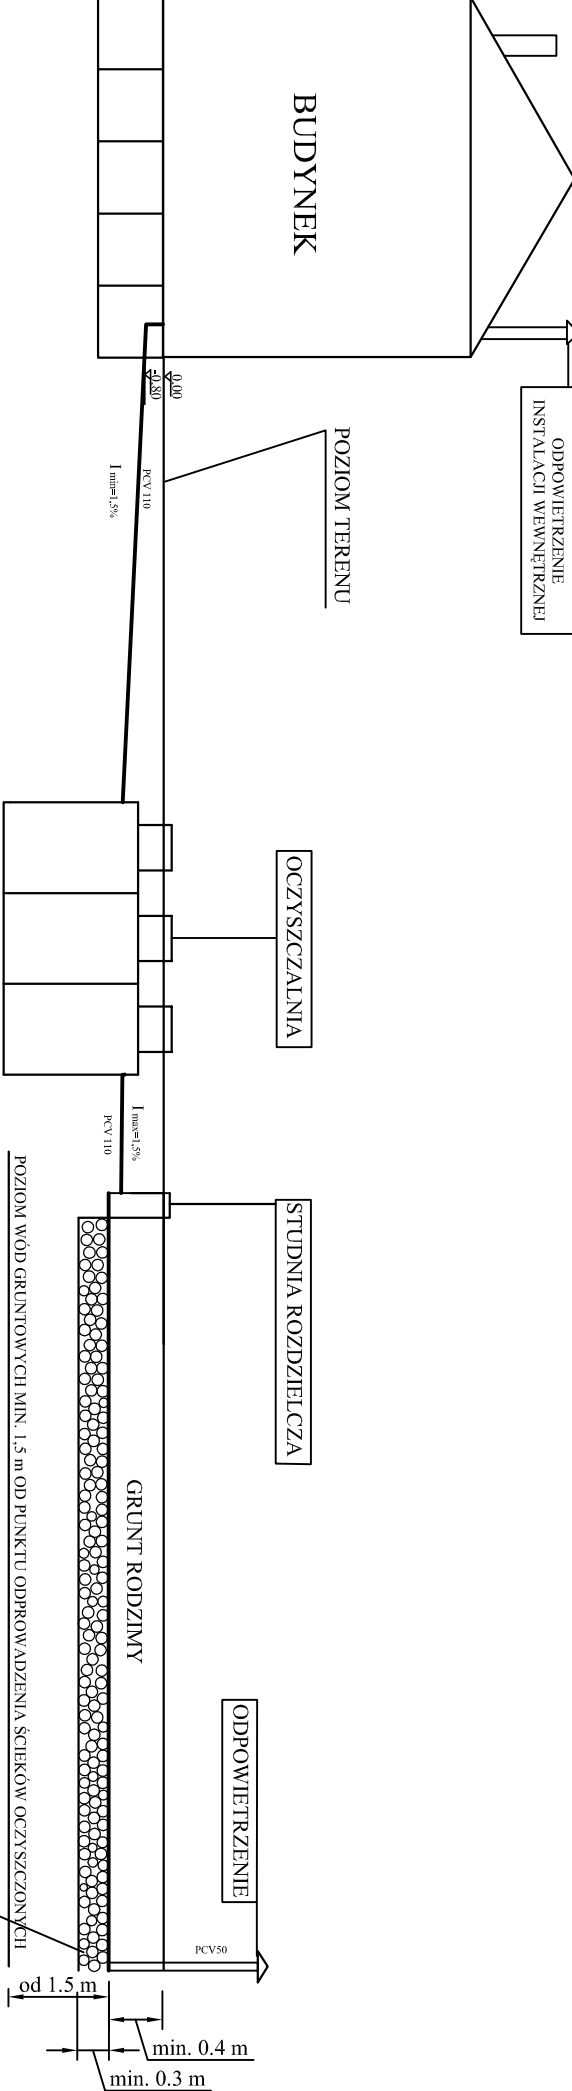 BUDYNEK
ODPOWIETRZENIE
INSTALACJI WEWNĘTRZNEJ
0,00
-0,80
POZIOM TERENU
PCV 110
I min=1,5%
OCZYSZCZALNIA
I max=1,5%
PCV 110
STUDNIA ROZDZIELCZA
GRUNT RODZIMY
POZIOM WÓD GRUNTOWYCH MIN. 1,5 m OD PUNKTU ODPROWADZENIA ŚCIEKÓW OCZYSZCZONYCH
ODPOWIETRZENIE
PCV50
od 1.5 m
min. 0.4 m
min. 0.3 m